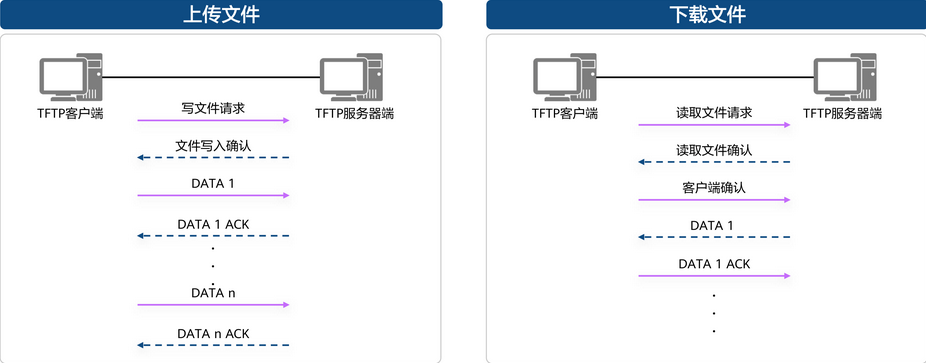 上传文件
TFTP客户端
TFTP服务器端
写文件请求
文件写入确认
DATA 1
DATA 1 ACK
DATA n
DATA n ACK
下载文件
TFTP客户端
TFTP服务器端
读取文件请求
读取文件确认
客户端确认
DATA 1
DATA 1 ACK